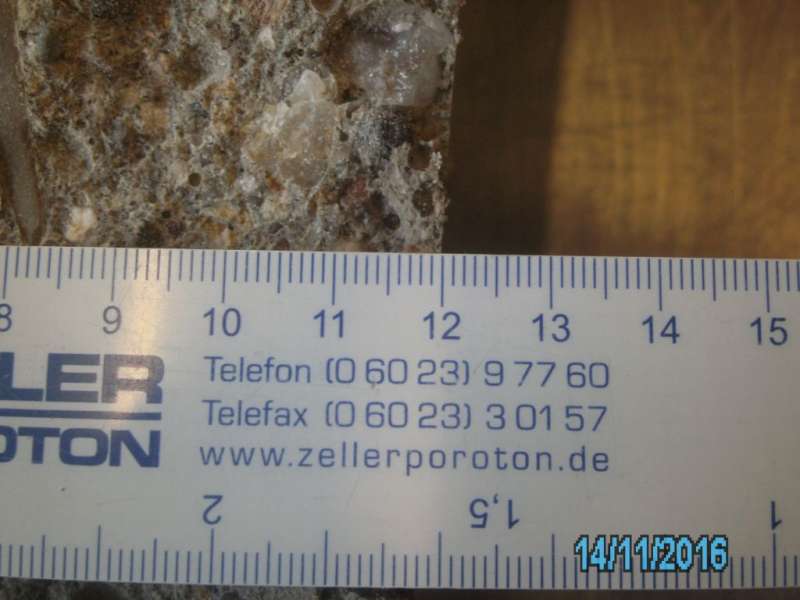 8 9 10 11 12 13 14 15
LER
OTON
Telefon (0 60 23) 9 77 60
Telefax (0 60 23) 3 01 57
www.zellerporoton.de
2 1,5 1
14/11/2016